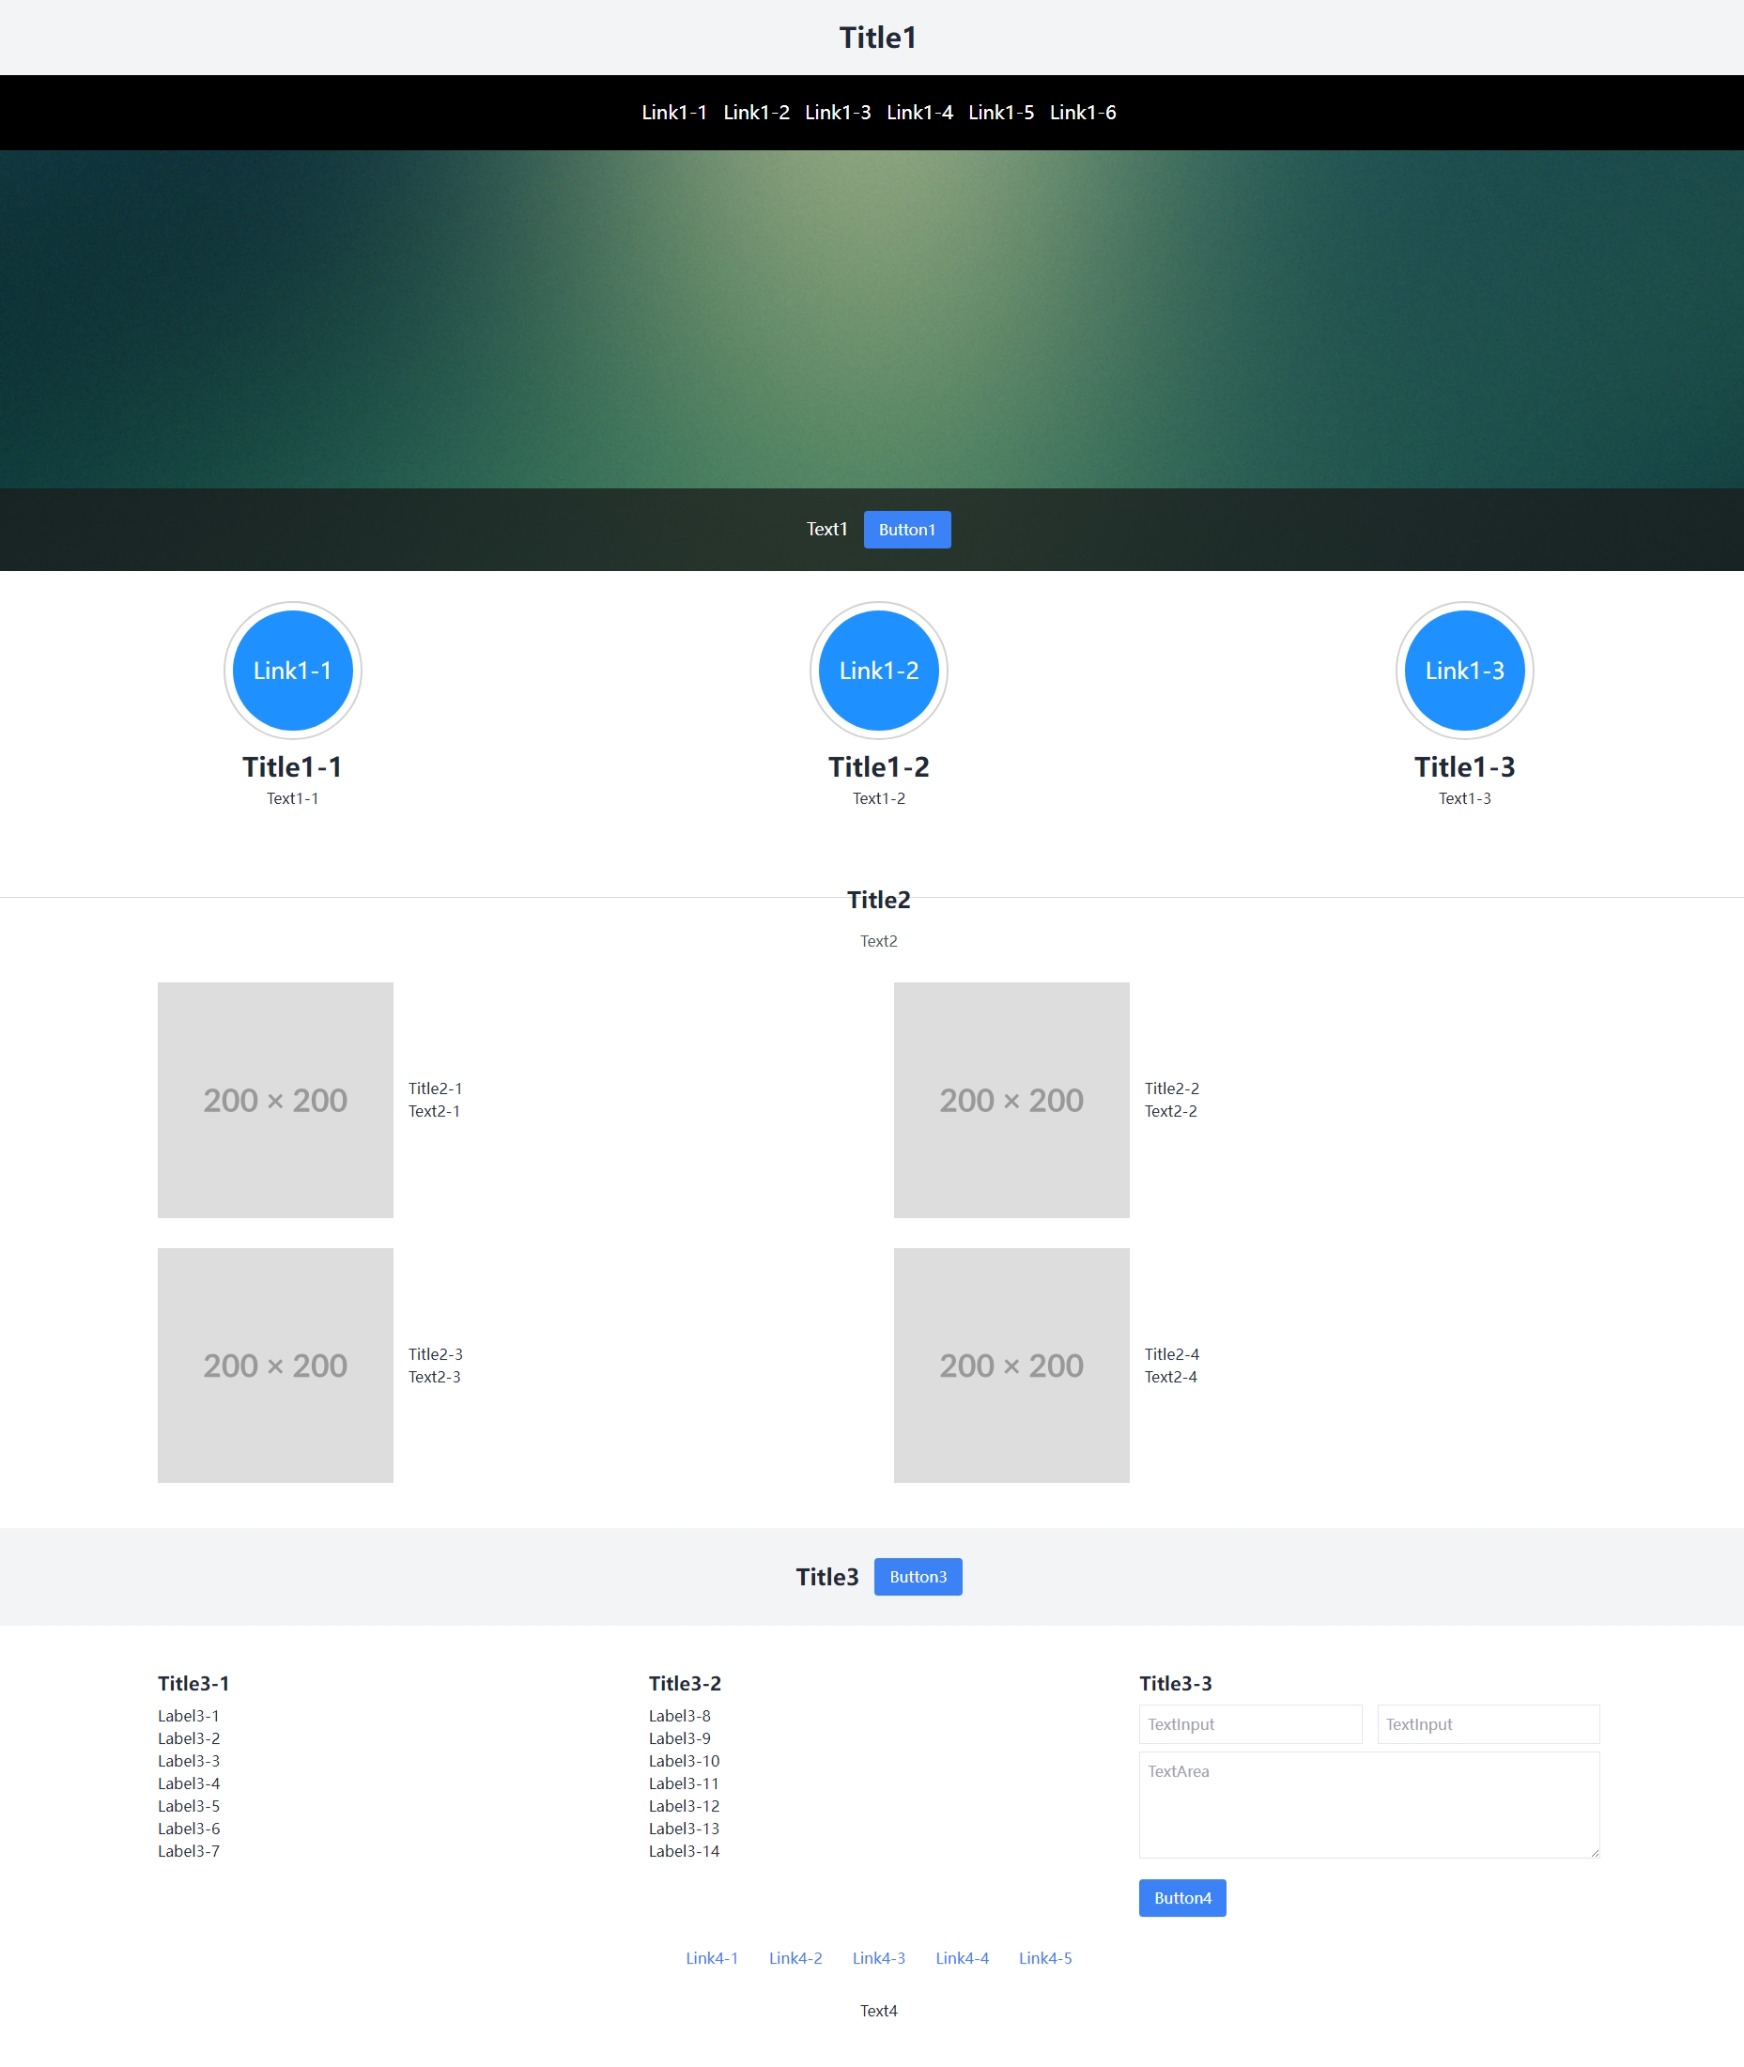 Title1
Link1-1 Link1-2 Link1-3 Link1-4 Link1-5 Link1-6
Text1 Button1
Link1-1 Link1-2 Link1-3
Title1-1 Title1-2 Title1-3
Text1-1 Text1-2 Text1-3
Title2
Text2
200 × 200
Title2-1
Text2-1
200 × 200
Title2-2
Text2-2
200 × 200
Title2-3
Text2-3
200 × 200
Title2-4
Text2-4
Title3 Button3
Title3-1
Label3-1
Label3-2
Label3-3
Label3-4
Label3-5
Label3-6
Label3-7
Title3-2
Label3-8
Label3-9
Label3-10
Label3-11
Label3-12
Label3-13
Label3-14
Title3-3
TextInput TextInput
TextArea
Button4
Link4-1 Link4-2 Link4-3 Link4-4 Link4-5
Text4